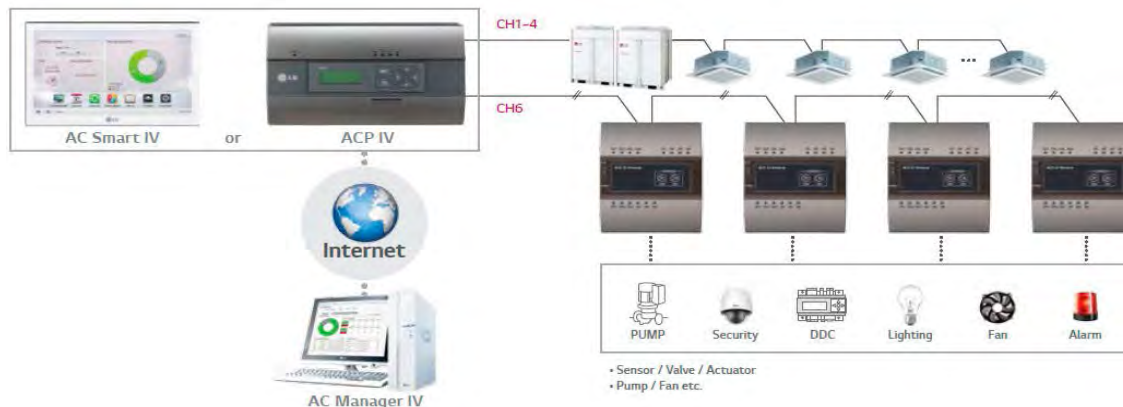 CH1-4
LG
AC Smart IV
or
ACP IV
CH6
Internet
AC Manager IV
PUMP
Security
DDC
Lighting
Fan
Alarm
• Sensor / Valve / Actuator
• Pump / Fan etc.